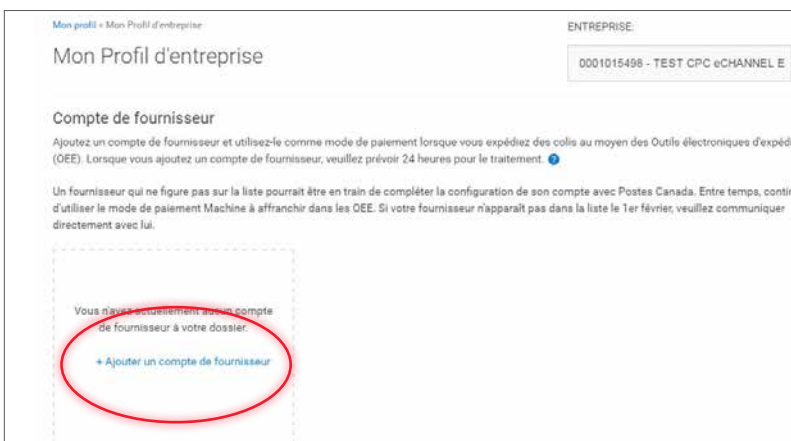 Mon profil » Mon Profil d'entreprise
ENTREPRISE:
Mon Profil d'entreprise
0001015498 - TEST CPC eCHANNEL E
Compte de fournisseur
Ajoutez un compte de fournisseur et utilisez-le comme mode de paiement lorsque vous expédiez des colis au moyen des Outils électroniques d'expédi
(OEE). Lorsque vous ajoutez un compte de fournisseur, veuillez prévoir 24 heures pour le traitement. ?
Un fournisseur qui ne figure pas sur la liste pourrait être en train de compléter la configuration de son compte avec Postes Canada. Entre temps, contin
d'utiliser le mode de paiement Machine à affranchir dans les OEE. Si votre fournisseur n'apparaît pas dans la liste le 1er février, veuillez communiquer
directement avec lui.
Vous n'avez actuellement aucun compte
de fournisseur à votre dossier.
+ Ajouter un compte de fournisseur